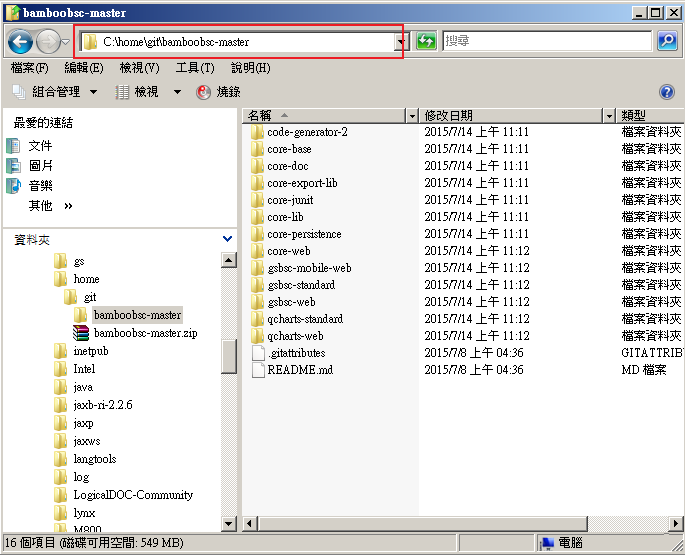 bamboobsc-master
C:\home\git\bamboobsc-master
搜尋
檔案(F) 編輯(E) 檢視(V) 工具(T) 說明(H)
組合管理 檢視 燒錄
最愛的連結
文件
圖片
音樂
其他 »
資料夾
gs
home
git
bamboobsc-master
bamboobsc-master.zip
inetpub
Intel
java
jaxb-ri-2.2.6
jaxp
jaxws
langtools
log
LogicalDOC-Community
lynx
M800
名稱 修改日期 類型
code-generator-2 2015/7/14 上午 11:11 檔案資料夾
core-base 2015/7/14 上午 11:11 檔案資料夾
core-doc 2015/7/14 上午 11:11 檔案資料夾
core-export-lib 2015/7/14 上午 11:11 檔案資料夾
core-junit 2015/7/14 上午 11:11 檔案資料夾
core-lib 2015/7/14 上午 11:11 檔案資料夾
core-persistence 2015/7/14 上午 11:11 檔案資料夾
core-web 2015/7/14 上午 11:12 檔案資料夾
gsbsc-mobile-web 2015/7/14 上午 11:12 檔案資料夾
gsbsc-standard 2015/7/14 上午 11:12 檔案資料夾
gsbsc-web 2015/7/14 上午 11:12 檔案資料夾
qcharts-standard 2015/7/14 上午 11:12 檔案資料夾
qcharts-web 2015/7/14 上午 11:12 檔案資料夾
.gitattributes 2015/7/8 上午 04:36 GITATTRIB
README.md 2015/7/8 上午 04:36 MD 檔案
16 個項目 (磁碟可用空間: 549 MB) 電腦